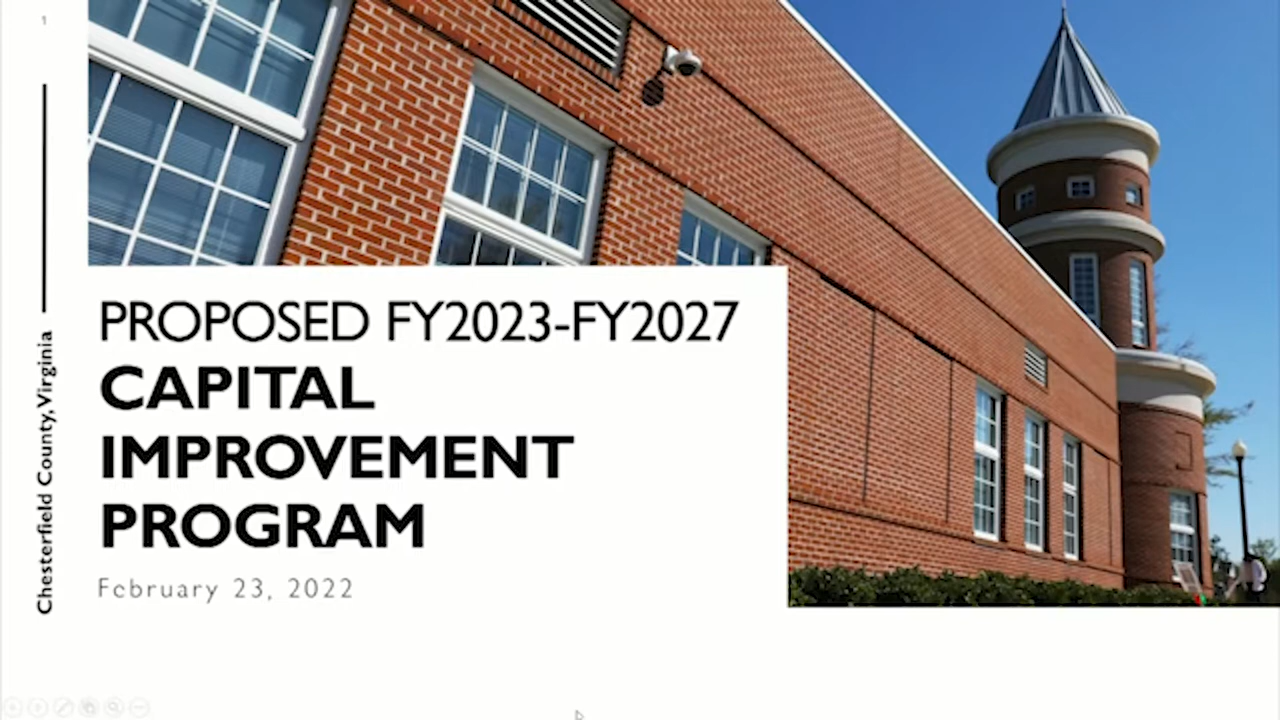 1
Chesterfield County, Virginia
PROPOSED FY2023-FY2027
CAPITAL
IMPROVEMENT
PROGRAM
February 23, 2022